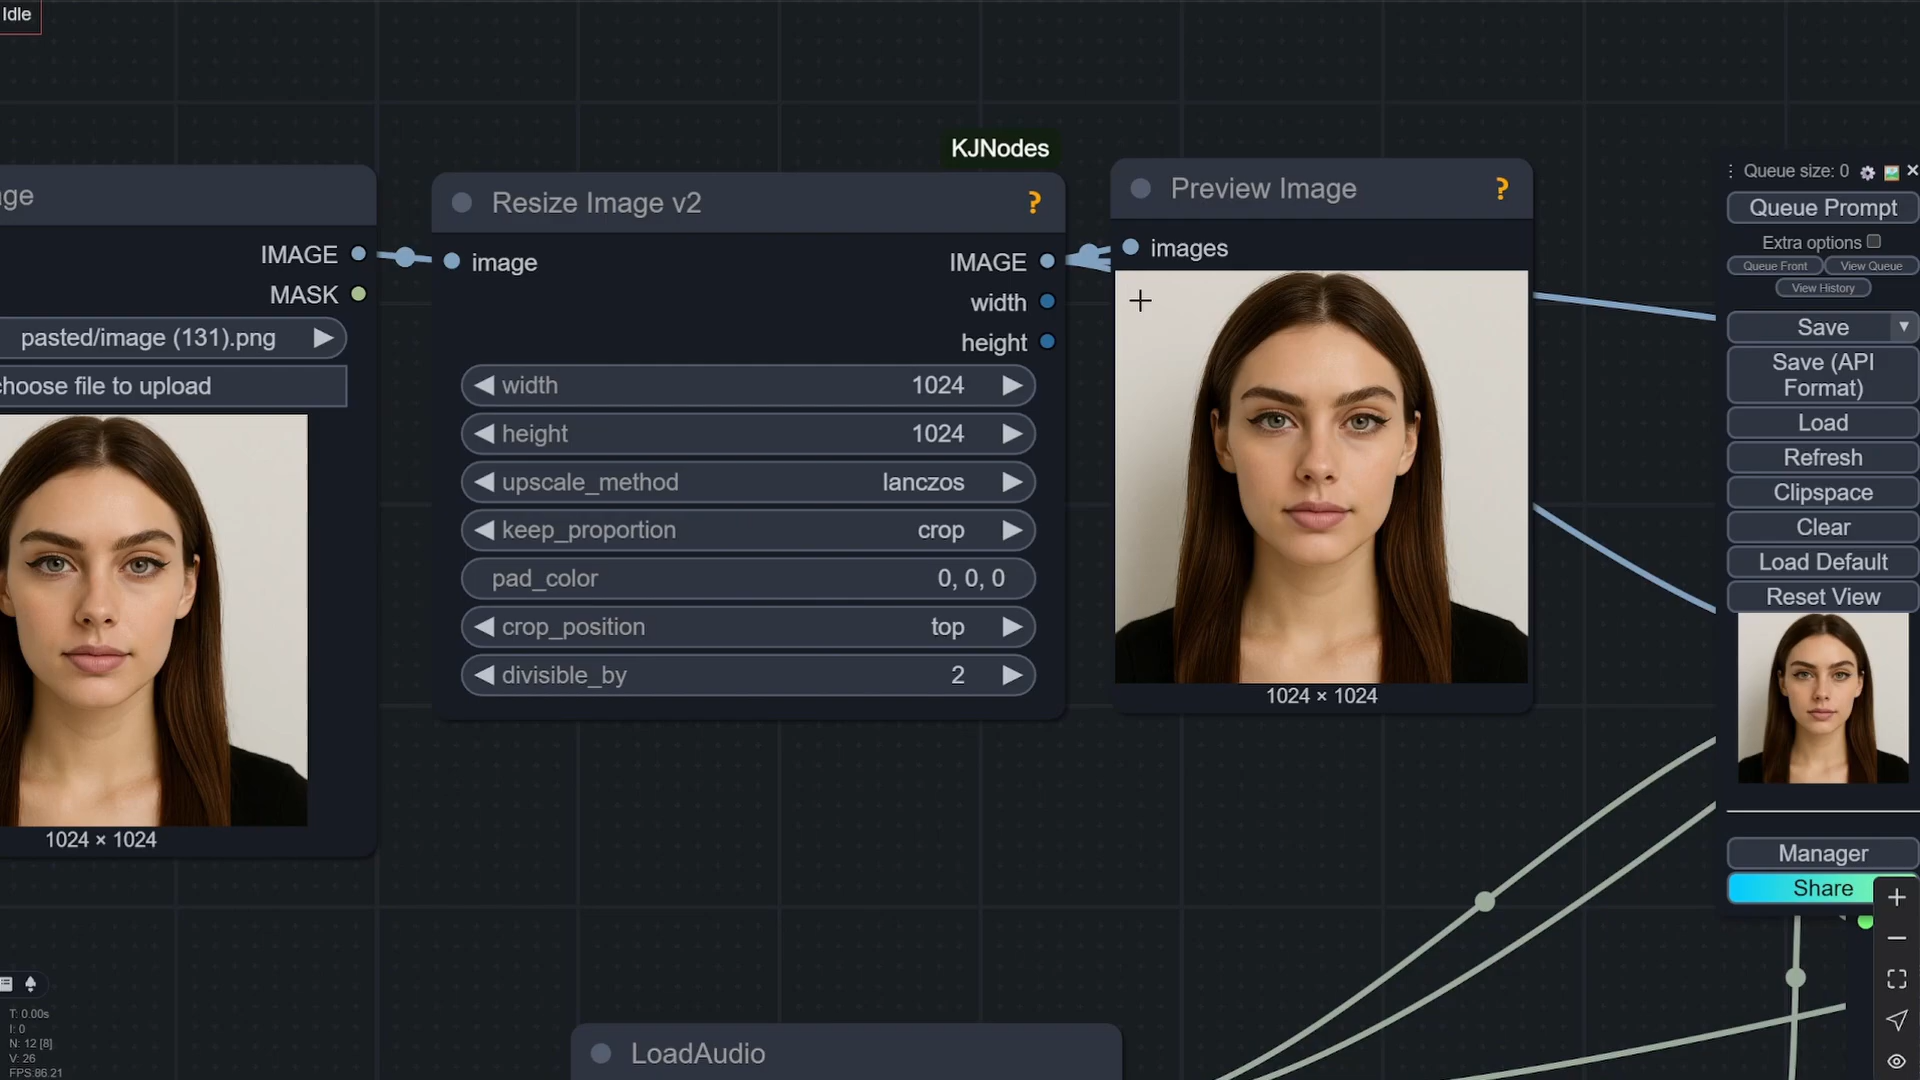 Idle
ge
IMAGE
MASK
pasted/image (131).png
choose file to upload
1024 × 1024
KJNodes
Resize Image v2
?
image
IMAGE
width
height
width 1024
height 1024
upscale_method lanczos
keep_proportion crop
pad_color 0, 0, 0
crop_position top
divisible_by 2
Preview Image
?
images
1024 × 1024
Queue size: 0
Queue Prompt
Extra options
Queue Front View Queue
View History
Save
Save (API
Format)
Load
Refresh
Clipspace
Clear
Load Default
Reset View
Manager
Share
LoadAudio
T: 0.00s
I: 0
N: 12 [8]
V: 26
FPS:86.21